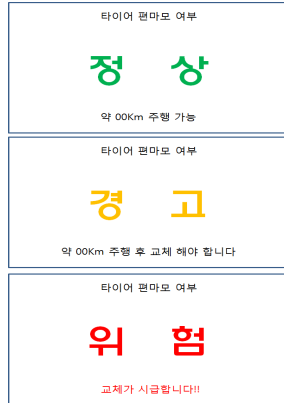 타이어 편마모 여부
정 상
약 00Km 주행 가능
타이어 편마모 여부
경 고
약 00Km 주행 후 교체 해야 합니다
타이어 편마모 여부
위 험
교체가 시급합니다!!